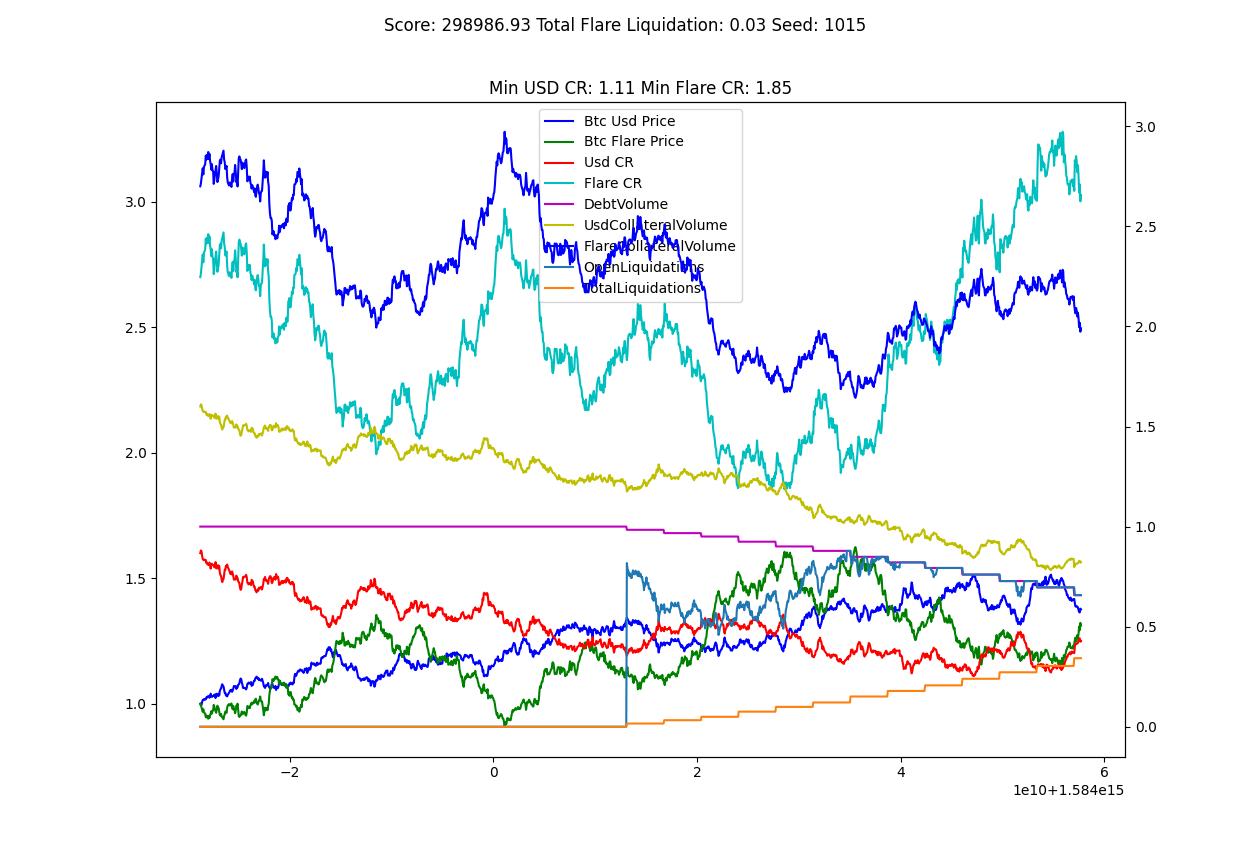 Score: 298986.93 Total Flare Liquidation: 0.03 Seed: 1015
Min USD CR: 1.11 Min Flare CR: 1.85
Btc Usd Price
Btc Flare Price
Usd CR
Flare CR
DebtVolume
UsdCollateralVolume
FlareCollateralVolume
OpenLiquidations
TotalLiquidations
3.0
2.5
2.0
1.5
1.0
3.0
2.5
2.0
1.5
1.0
0.5
0.0
−2
0
2
4
6
1e10+1.584e15